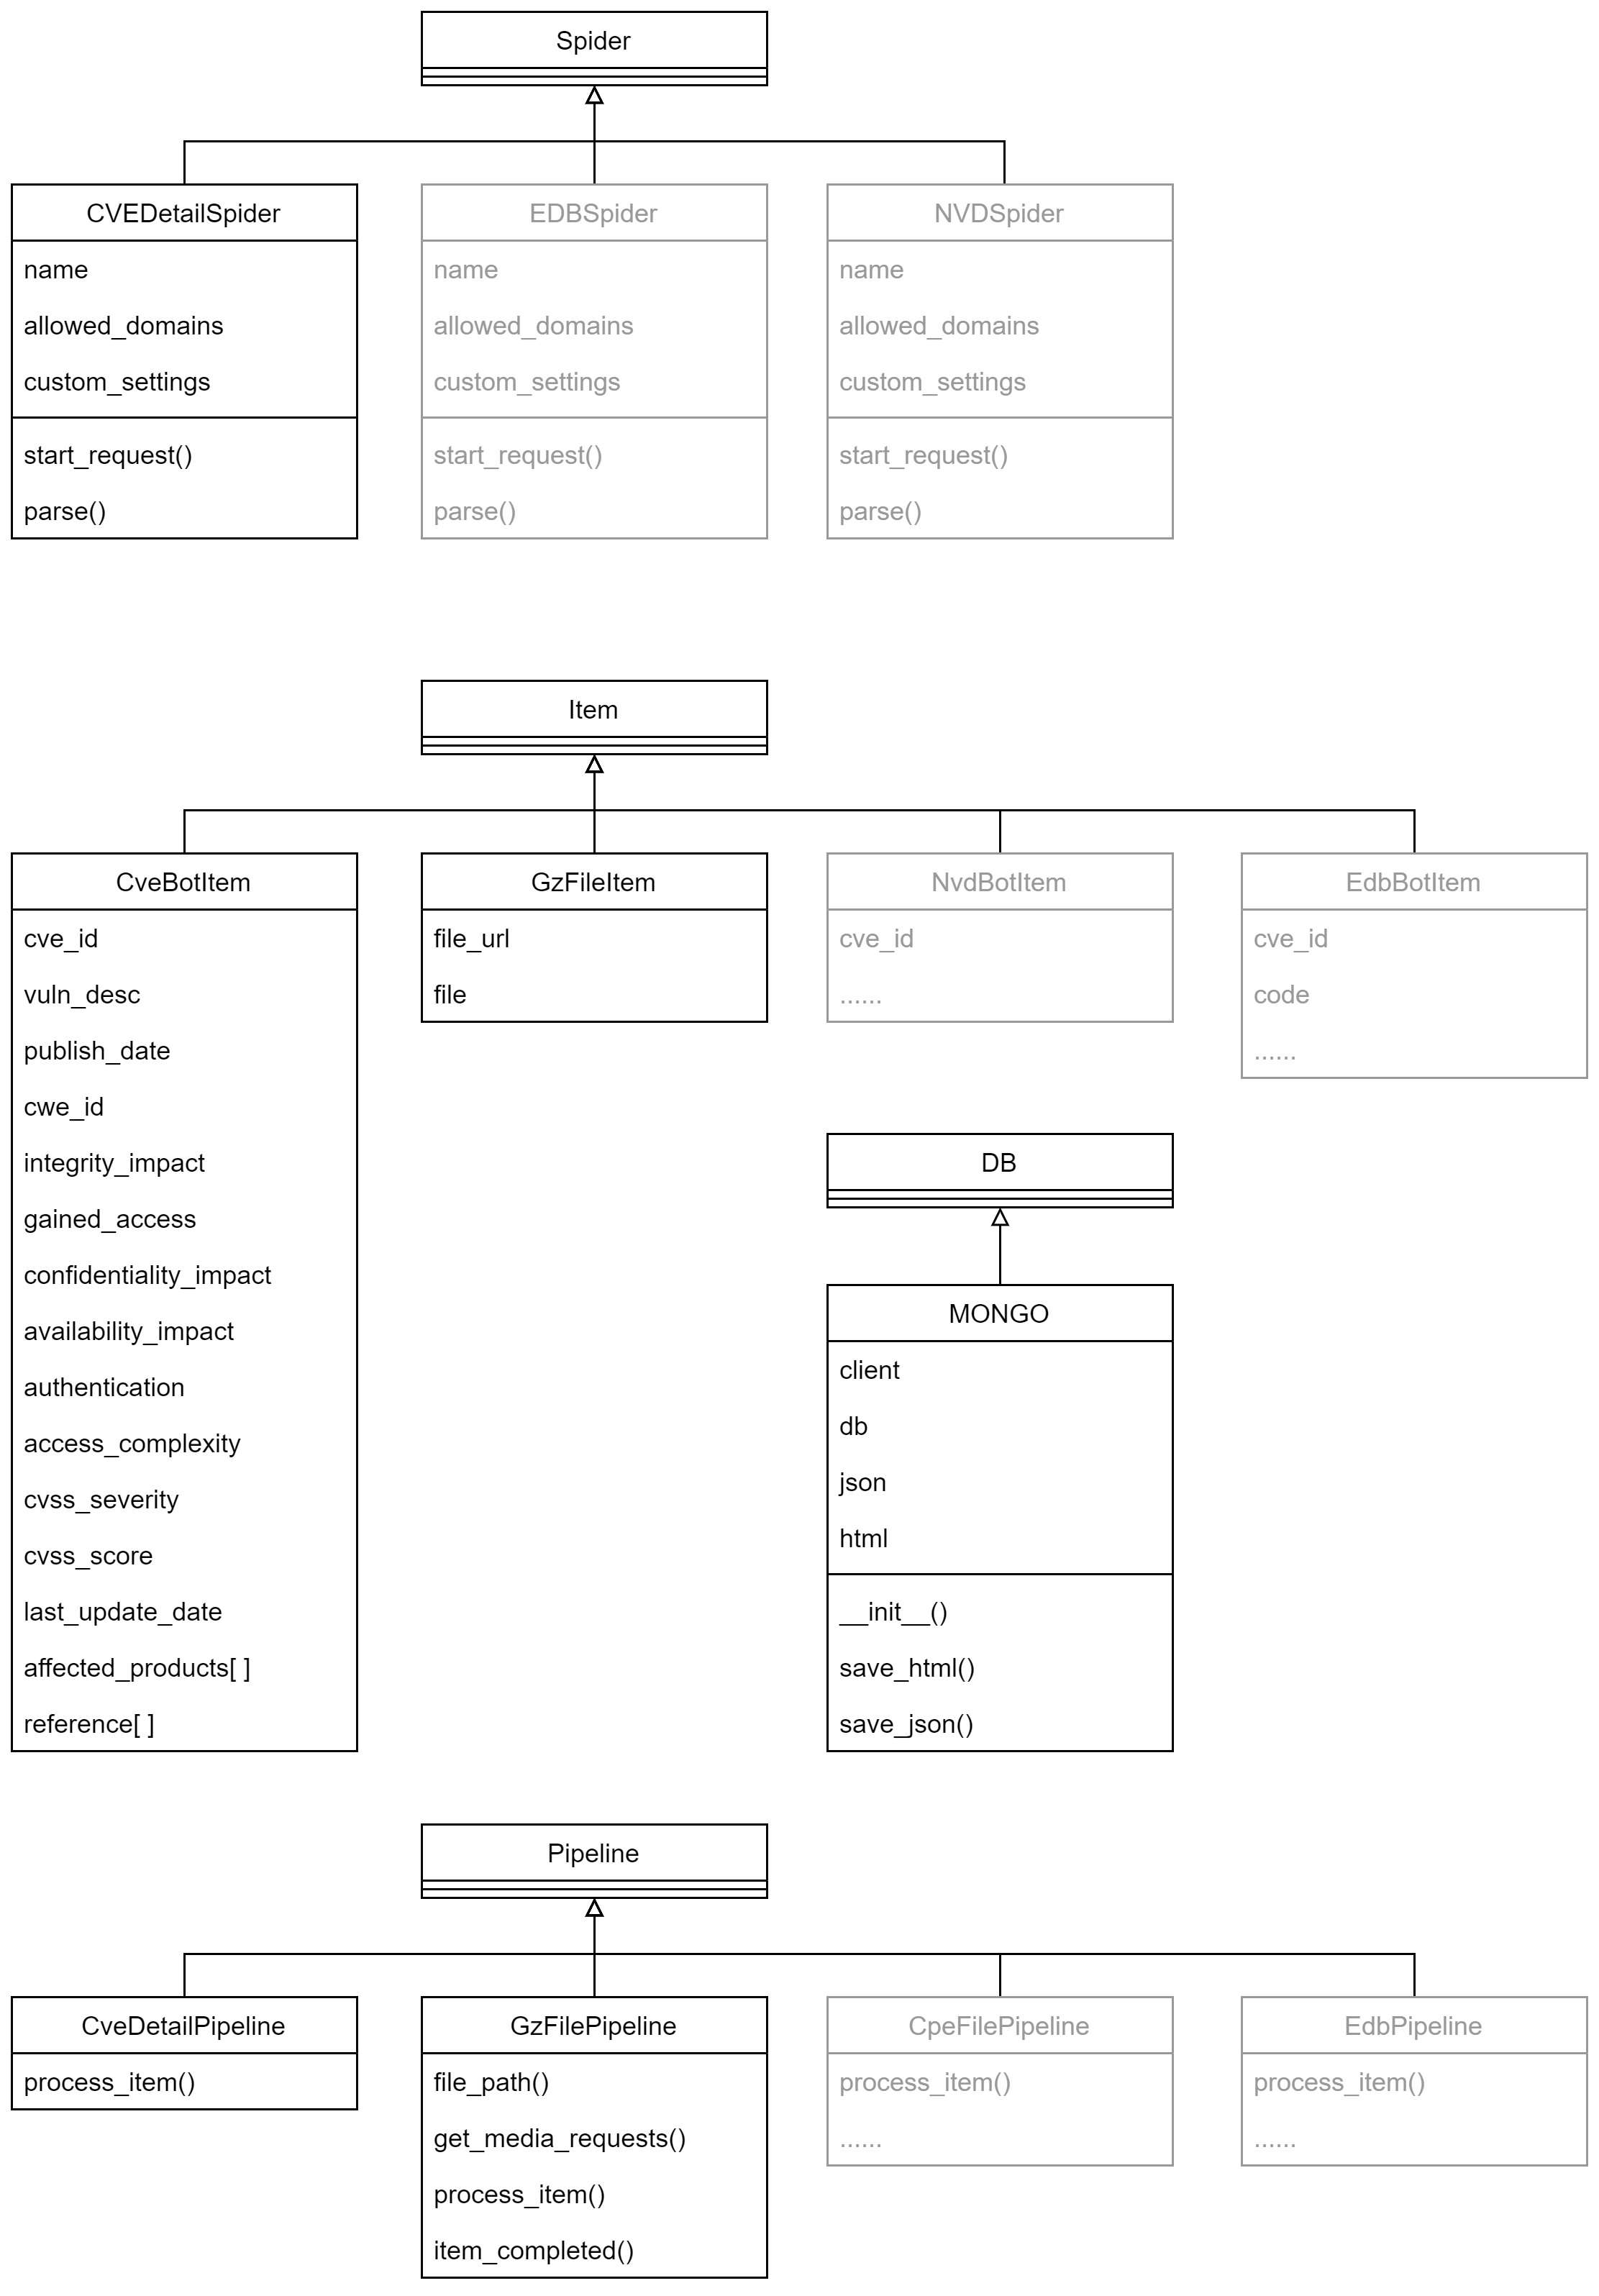 Spider
CVEDetailSpider
name
allowed_domains
custom_settings
start_request()
parse()
EDBSpider
name
allowed_domains
custom_settings
start_request()
parse()
NVDSpider
name
allowed_domains
custom_settings
start_request()
parse()
Item
CveBotItem
cve_id
vuln_desc
publish_date
cwe_id
integrity_impact
gained_access
confidentiality_impact
availability_impact
authentication
access_complexity
cvss_severity
cvss_score
last_update_date
affected_products[ ]
reference[ ]
GzFileItem
file_url
file
NvdBotItem
cve_id
......
EdbBotItem
cve_id
code
......
DB
MONGO
client
db
json
html
__init__()
save_html()
save_json()
Pipeline
CveDetailPipeline
process_item()
GzFilePipeline
file_path()
get_media_requests()
process_item()
item_completed()
CpeFilePipeline
process_item()
......
EdbPipeline
process_item()
......